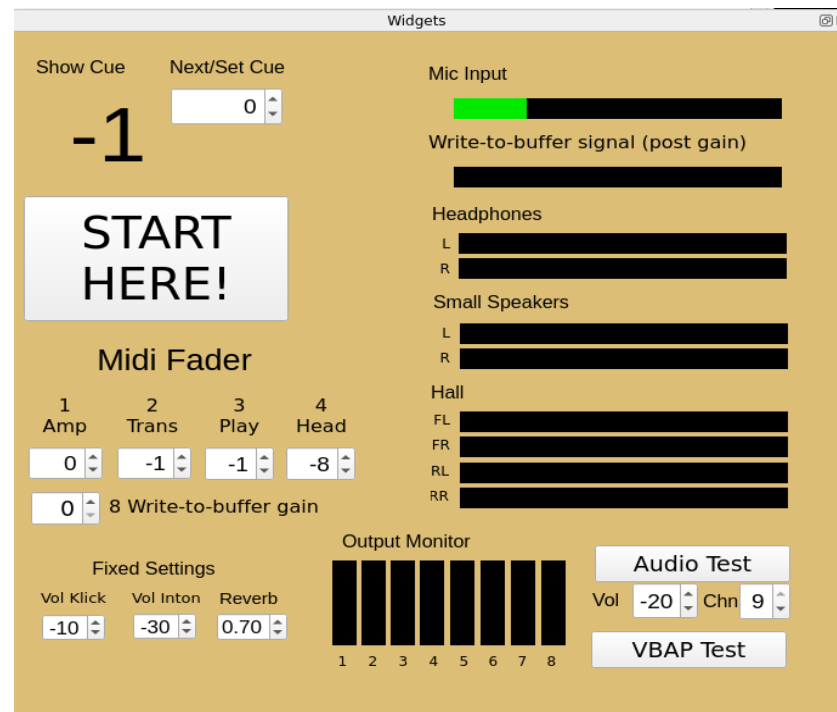 Widgets
Show Cue
Next/Set Cue
-1
0
START
HERE!
Midi Fader
1 2 3 4
Amp Trans Play Head
0 -1 -1 -8
0 8 Write-to-buffer gain
Fixed Settings
Vol Klick Vol Inton Reverb
-10 -30 0.70
Mic Input
Write-to-buffer signal (post gain)
Headphones
L
R
Small Speakers
L
R
Hall
FL
FR
RL
RR
Output Monitor
1 2 3 4 5 6 7 8
Audio Test
Vol -20 Chn 9
VBAP Test